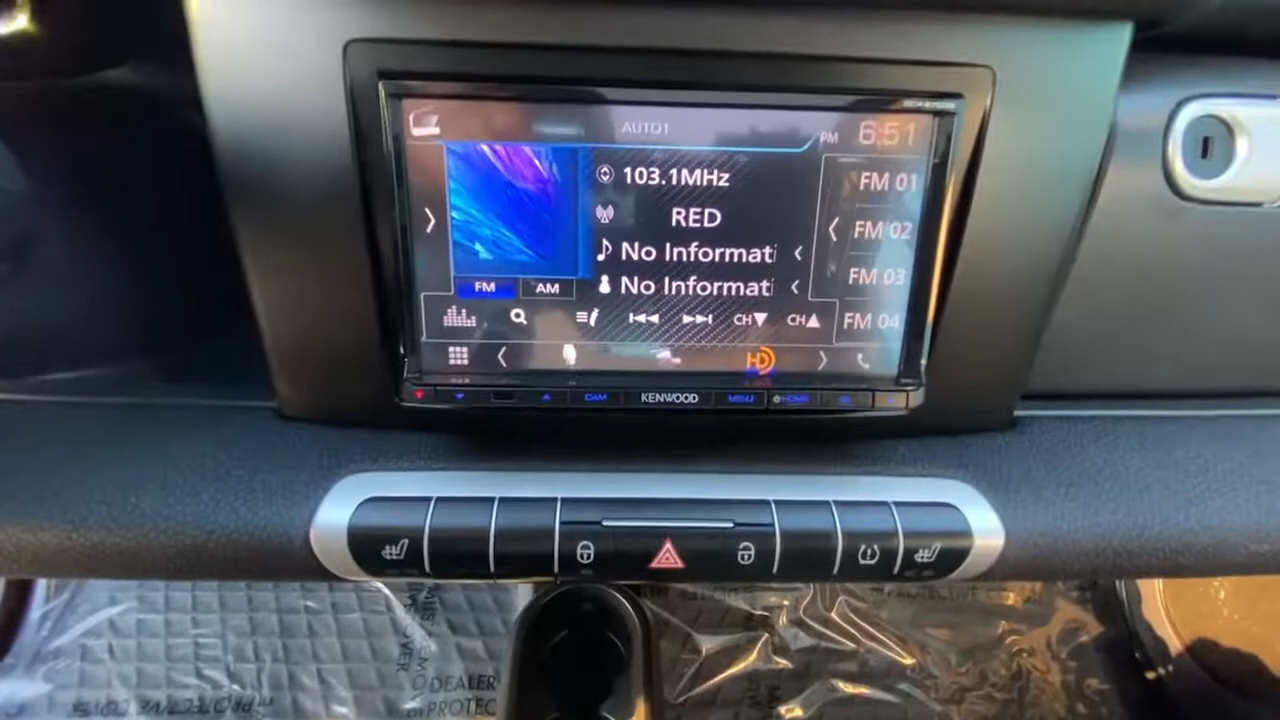 AUTO1
PM 6:51
103.1MHz
RED
No Informati
No Informati
FM 01
FM 02
FM 03
FM 04
FM AM
CH▼ CH▲
HD
CAM KENWOOD MENU HOME
DEALER
PROTEC